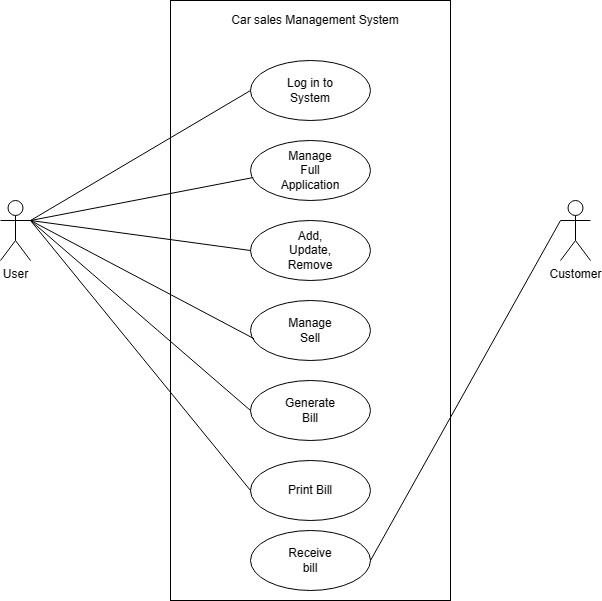 Car sales Management System
Log in to
System
Manage
Full
Application
Add,
Update,
Remove
User
Customer
Manage
Sell
Generate
Bill
Print Bill
Receive
bill